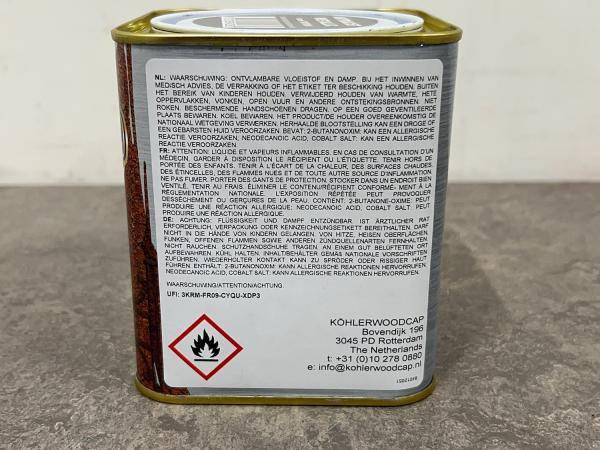 NL: WAARSCHUWING: ONTVLAMBARE VLOEISTOF EN DAMP. BIJ HET INWINNEN VAN
MEDISCH ADVIES, DE VERPAKKING OF HET ETIKET TER BESCHIKKING HOUDEN. BUITEN
HET BEREIK VAN KINDEREN HOUDEN. VERWIJDERD HOUDEN VAN WARMTE, HETE
OPPERVLAKKEN, VONKEN, OPEN VUUR EN ANDERE ONTSTEKINGSBRONNEN. NIET
ROKEN. BESCHERMENDE HANDSCHOENEN DRAGEN. OP EEN GOED GEVENTILEERDE
PLAATS BEWAREN. KOEL BEWAREN. HET PRODUCT/DE HOUDER OVEREENKOMSTIG DE
NATIONAAL WETGEVING VERWERKEN. HERHAALDE BLOOTSTELLING KAN EEN DROGE OF
EEN GEBARSTEN HUID VEROORZAKEN. BEVAT: 2-BUTANONOXIM: KAN EEN ALLERGISCHE
REACTIE VEROORZAKEN. NEODECANOIC ACID, COBALT SALT: KAN EEN ALLERGISCHE
REACTIE VEROORZAKEN.
FR: ATTENTION: LIQUIDE ET VAPEURS INFLAMMABLES. EN CAS DE CONSULTATION D'UN
MÉDECIN, GARDER À DISPOSITION LE RÉCIPIENT OU L'ÉTIQUETTE. TENIR HORS DE
PORTÉE DES ENFANTS. TENIR À L'ÉCART DE LA CHALEUR, DES SURFACES CHAUDES,
DES ÉTINCELLES, DES FLAMMES NUES ET DE TOUTE AUTRE SOURCE D'INFLAMMATION.
NE PAS FUMER. PORTER DES GANTS DE PROTECTION. STOCKER DANS UN ENDROIT BIEN
VENTILÉ. TENIR AU FRAIS. ÉLIMINER LE CONTENU/RÉCIPIENT CONFORMÉ- MENT À LA
RÉGLEMENTATION NATIONALE. L'EXPOSITION RÉPÉTÉE PEUT PROVOQUER
DESSÈCHEMENT OU GERÇURES DE LA PEAU. CONTIENT: 2-BUTANONE-OXIME: PEUT
PRODUIRE UNE RÉACTION ALLERGIQUE; NEODECANOIC ACID, COBALT SALT: PEUT
PRODUIRE UNE RÉACTION ALLERGIQUE.
DE: ACHTUNG: FLÜSSIGKEIT UND DAMPF ENTZÜNDBAR. IST ÄRZTLICHER RAT
ERFORDERLICH, VERPACKUNG ODER KENNZEICHNUNGSETIKETT BEREITHALTEN. DARF
NICHT IN DIE HÄNDE VON KINDERN GELANGEN. VON HITZE, HEISEN OBERFLÄCHEN,
FUNKEN, OFFENEN FLAMMEN SOWIE ANDEREN ZÜNDQUELLENARTEN FERNHALTEN.
NICHT RAUCHEN. SCHUTZHANDSCHUHE TRAGEN. AN EINEM GUT BELÜFTETEN ORT
AUFBEWAHREN. KÜHL HALTEN. INHALT/BEHÄLTER GEMÄS NATIONALE VORSCHRIFTEN
ZUFÜHREN. WIEDERHOLTER KONTAKT KANN ZU SPRÖDER ODER RISSIGER HAUT
FÜHREN. ENTHÄLT: 2-BUTANONOXIM: KANN ALLERGISCHE REAKTIONEN HERVORRUFEN.
NEODECANOIC ACID, COBALT SALT: KANN ALLERGISCHE REAKTIONEN HERVORRUFEN.
WAARSCHUWING/ATTENTION/ACHTUNG.
UFI: 3KRM-FR09-CYQU-XDP3
KÖHLERWOODCAP
Bovendijk 196
3045 PD Rotterdam
The Netherlands
t: +31 (0)10 278 0880
e: info@kohlerwoodcap.nl